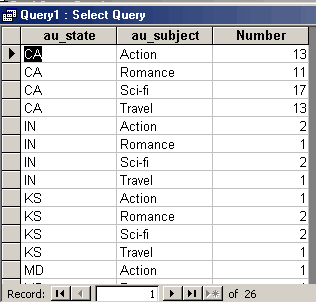 Query1 : Select Query
au_state au_subject Number
CA Action 13
CA Romance 11
CA Sci-fi 17
CA Travel 13
IN Action 2
IN Romance 1
IN Sci-fi 2
IN Travel 1
KS Action 1
KS Romance 2
KS Sci-fi 2
KS Travel 1
MD Action 1
Record: 1 of 26